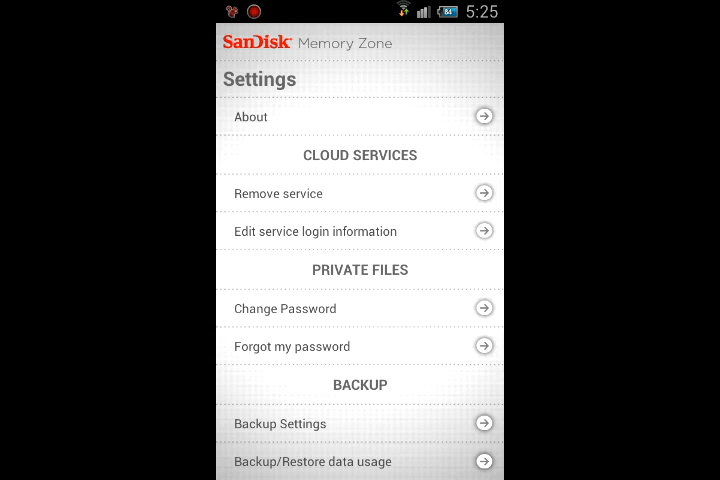 84 5:25
SanDisk Memory Zone
Settings
About
CLOUD SERVICES
Remove service
Edit service login information
PRIVATE FILES
Change Password
Forgot my password
BACKUP
Backup Settings
Backup/Restore data usage